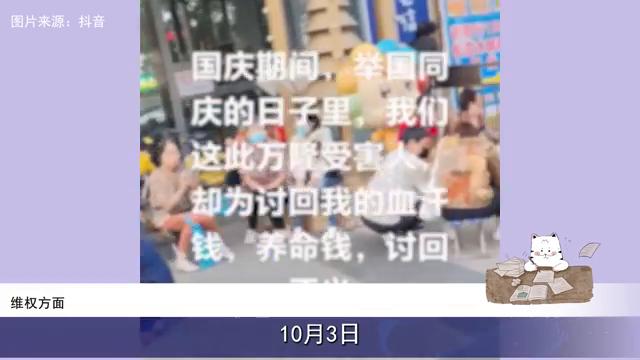 图片来源：抖音
国庆期间，举国同
庆的日子里，我们
这此万隆受害人，
却为讨回我的血汗
钱，养命钱，讨回
维权方面
10月3日